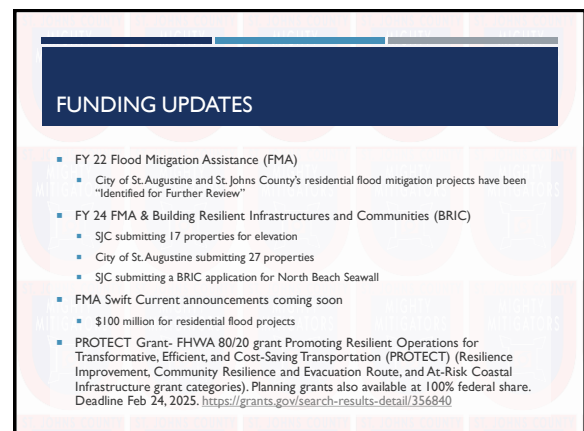 FUNDING UPDATES
FY 22 Flood Mitigation Assistance (FMA)
City of St. Augustine and St. Johns County's residential flood mitigation projects have been
"Identified for Further Review"
FY 24 FMA & Building Resilient Infrastructures and Communities (BRIC)
SJC submitting 17 properties for elevation
City of St. Augustine submitting 27 properties
SJC submitting a BRIC application for North Beach Seawall
FMA Swift Current announcements coming soon
$100 million for residential flood projects
PROTECT Grant- FHWA 80/20 grant Promoting Resilient Operations for
Transformative, Efficient, and Cost-Saving Transportation (PROTECT) (Resilience
Improvement, Community Resilience and Evacuation Route, and At-Risk Coastal
Infrastructure grant categories). Planning grants also available at 100% federal share.
Deadline Feb 24, 2025. https://grants.gov/search-results-detail/356840